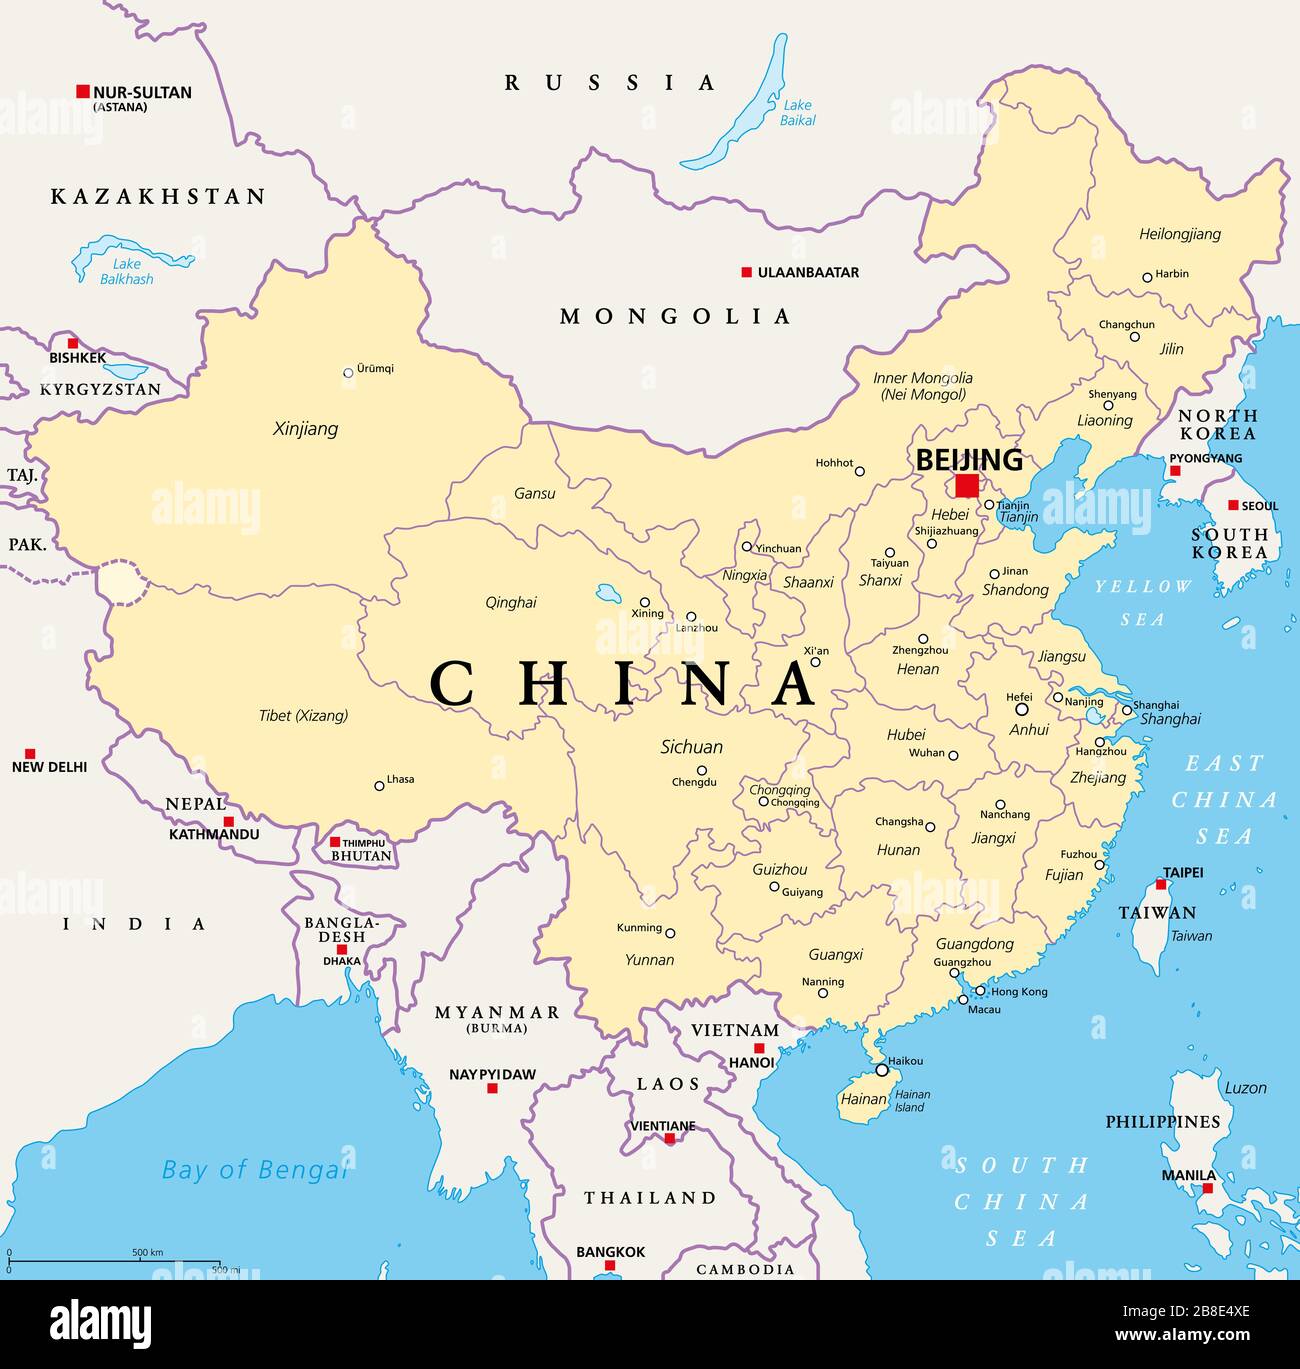 RUSSIA
Lake
Baikal
NUR-SULTAN
(ASTANA)
KAZAKHSTAN
Lake
Balkhash
BISHKEK
KYRGYZSTAN
TAJ.
PAK.
ULAANBAATAR
MONGOLIA
Heilongjiang
Harbin
Changchun
Jilin
Shenyang
Liaoning
NORTH
KOREA
PYONGYANG
SEOUL
SOUTH
KOREA
Ürümqi
Xinjiang
Inner Mongolia
(Nei Mongol)
Hohhot
BEIJING
Tianjin
Tianjin
Hebei
Shijiazhuang
Gansu
Yinchuan
Ningxia
Shaanxi
Taiyuan
Shanxi
Jinan
Shandong
YELLOW
SEA
Qinghai
Xining
Lanzhou
Xi'an
Zhengzhou
Henan
Jiangsu
CHINA
Hefei
Anhui
Nanjing
Shanghai
Shanghai
Tibet (Xizang)
Lhasa
Sichuan
Chengdu
Chongqing
Chongqing
Hubei
Wuhan
Hangzhou
Zhejiang
EAST
CHINA
SEA
NEW DELHI
NEPAL
KATHMANDU
THIMPHU
BHUTAN
Changsha
Hunan
Nanchang
Jiangxi
Fuzhou
Fujian
Guizhou
Guiyang
TAIPEI
TAIWAN
Taiwan
INDIA
BANGLA-
DESH
DHAKA
Kunming
Yunnan
Guangxi
Nanning
Guangdong
Guangzhou
Hong Kong
Macau
MYANMAR
(BURMA)
NAYPYIDAW
VIETNAM
HANOI
LAOS
VIENTIANE
Haikou
Hainan
Hainan
Island
Luzon
PHILIPPINES
MANILA
SOUTH
CHINA
SEA
Bay of Bengal
THAILAND
BANGKOK
CAMBODIA
0 500 km
0 500 mi
alamy
a
alamy
Image ID: 2B8E4XE
www.alamy.com